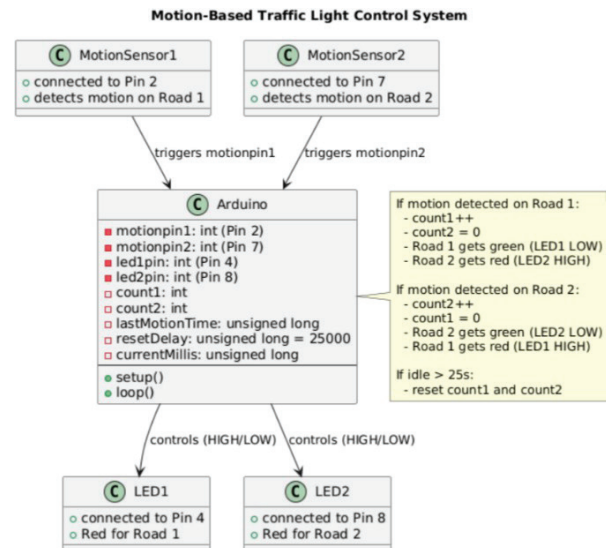 Motion-Based Traffic Light Control System
C MotionSensor1
connected to Pin 2
detects motion on Road 1
C MotionSensor2
connected to Pin 7
detects motion on Road 2
triggers motionpin1
triggers motionpin2
C Arduino
motionpin1: int (Pin 2)
motionpin2: int (Pin 7)
led1pin: int (Pin 4)
led2pin: int (Pin 8)
count1: int
count2: int
lastMotionTime: unsigned long
resetDelay: unsigned long = 25000
currentMillis: unsigned long
setup()
loop()
If motion detected on Road 1:
- count1++
- count2 = 0
- Road 1 gets green (LED1 LOW)
- Road 2 gets red (LED2 HIGH)
If motion detected on Road 2:
- count2++
- count1 = 0
- Road 2 gets green (LED2 LOW)
- Road 1 gets red (LED1 HIGH)
If idle > 25s:
- reset count1 and count2
controls (HIGH/LOW)
controls (HIGH/LOW)
C LED1
connected to Pin 4
Red for Road 1
C LED2
connected to Pin 8
Red for Road 2